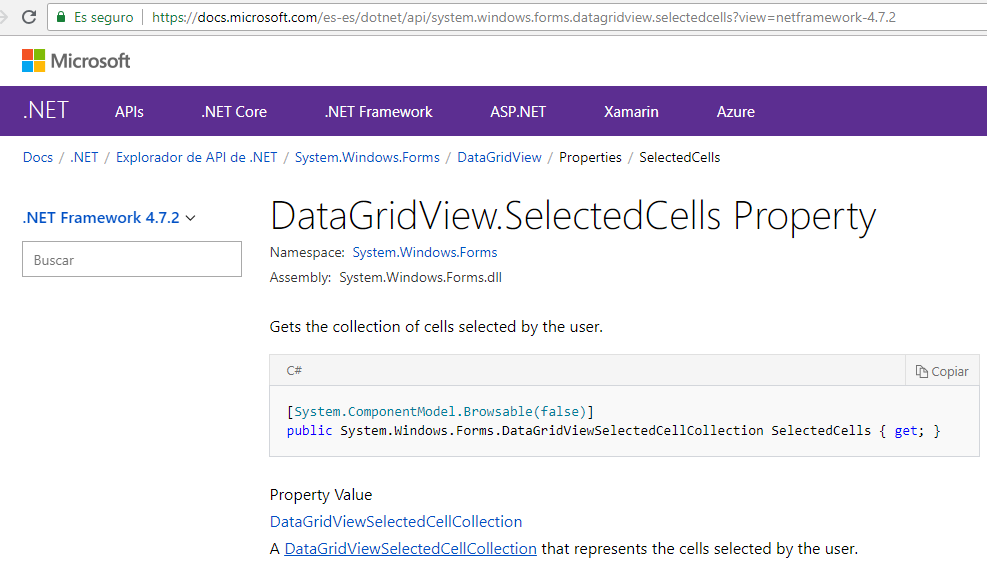 Es seguro https://docs.microsoft.com/es-es/dotnet/api/system.windows.forms.datagridview.selectedcells?view=netframework-4.7.2
Microsoft
.NET APIs .NET Core .NET Framework ASP.NET Xamarin Azure
Docs / .NET / Explorador de API de .NET / System.Windows.Forms / DataGridView / Properties / SelectedCells
.NET Framework 4.7.2
Buscar
DataGridView.SelectedCells Property
Namespace: System.Windows.Forms
Assembly: System.Windows.Forms.dll
Gets the collection of cells selected by the user.
C# Copiar
[System.ComponentModel.Browsable(false)]
public System.Windows.Forms.DataGridViewSelectedCellCollection SelectedCells { get; }
Property Value
DataGridViewSelectedCellCollection
A DataGridViewSelectedCellCollection that represents the cells selected by the user.